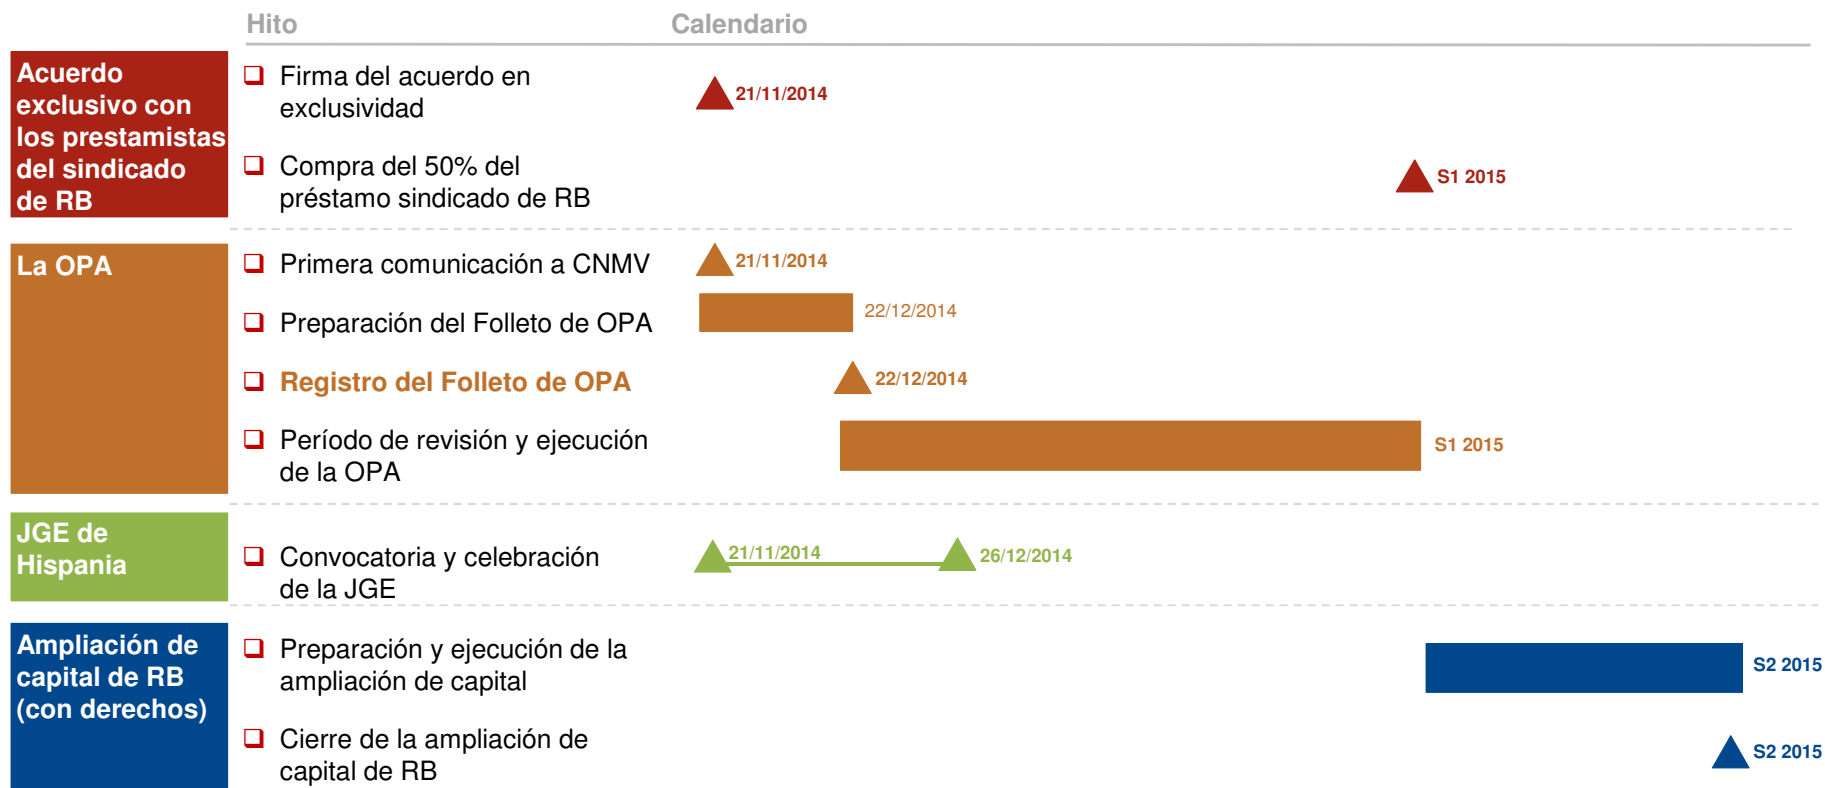 Hito
Calendario
Acuerdo
exclusivo con
los prestamistas
del sindicado
de RB
Firma del acuerdo en
exclusividad
21/11/2014
Compra del 50% del
préstamo sindicado de RB
S1 2015
La OPA
Primera comunicación a CNMV
21/11/2014
Preparación del Folleto de OPA
22/12/2014
Registro del Folleto de OPA
22/12/2014
Período de revisión y ejecución
de la OPA
S1 2015
JGE de
Hispania
Convocatoria y celebración
de la JGE
21/11/2014
26/12/2014
Ampliación de
capital de RB
(con derechos)
Preparación y ejecución de la
ampliación de capital
S2 2015
Cierre de la ampliación de
capital de RB
S2 2015